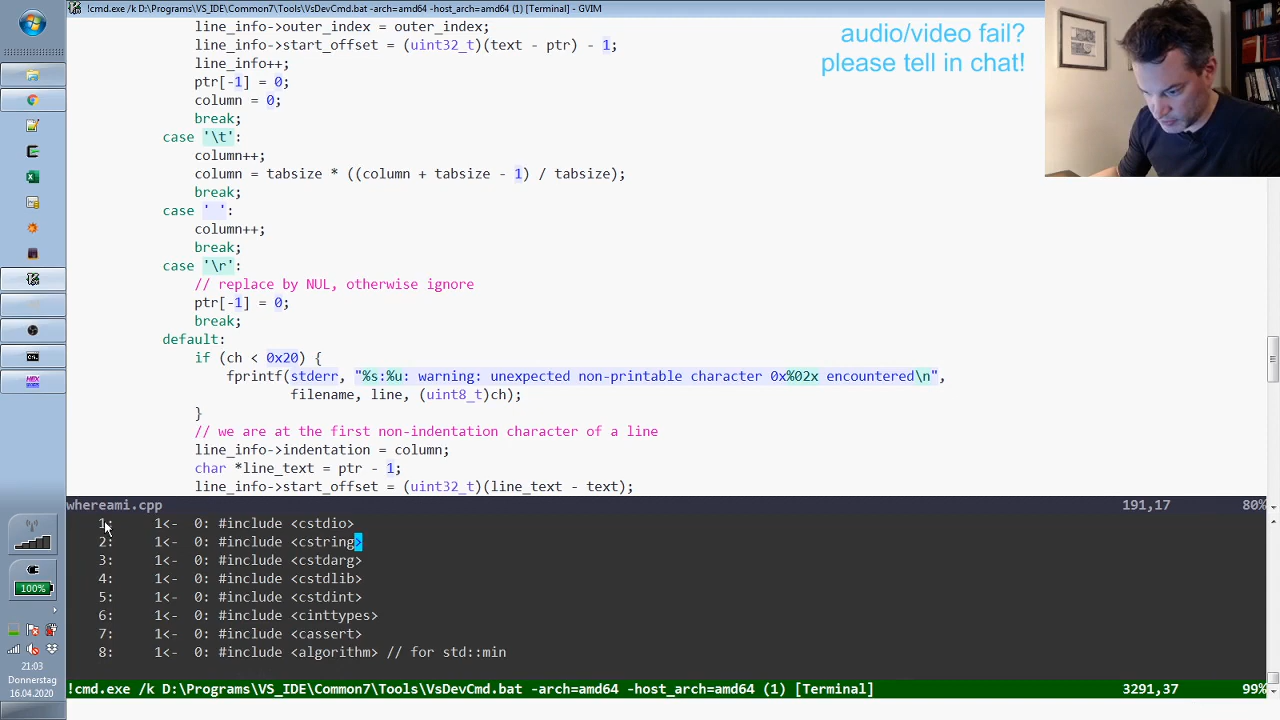 !cmd.exe /k D:\Programs\VS_IDE\Common7\Tools\VsDevCmd.bat -arch=amd64 -host_arch=amd64 (1) [Terminal] - GVIM
line_info->outer_index = outer_index;
line_info->start_offset = (uint32_t)(text - ptr) - 1;
line_info++;
ptr[-1] = 0;
column = 0;
break;
case '\t':
column++;
column = tabsize * ((column + tabsize - 1) / tabsize);
break;
case ' ':
column++;
break;
case '\r':
// replace by NUL, otherwise ignore
ptr[-1] = 0;
break;
default:
if (ch < 0x20) {
fprintf(stderr, "%s:%u: warning: unexpected non-printable character 0x%02x encountered\n",
filename, line, (uint8_t)ch);
}
// we are at the first non-indentation character of a line
line_info->indentation = column;
char *line_text = ptr - 1;
line_info->start_offset = (uint32_t)(line_text - text);
audio/video fail?
please tell in chat!
whereami.cpp 191,17 80%
1: 1<- 0: #include <cstdio>
2: 1<- 0: #include <cstring>
3: 1<- 0: #include <cstdarg>
4: 1<- 0: #include <cstdlib>
5: 1<- 0: #include <cstdint>
6: 1<- 0: #include <cinttypes>
7: 1<- 0: #include <cassert>
8: 1<- 0: #include <algorithm> // for std::min
!cmd.exe /k D:\Programs\VS_IDE\Common7\Tools\VsDevCmd.bat -arch=amd64 -host_arch=amd64 (1) [Terminal] 3291,37 99%
HEX
100%
21:03
Donnerstag
16.04.2020